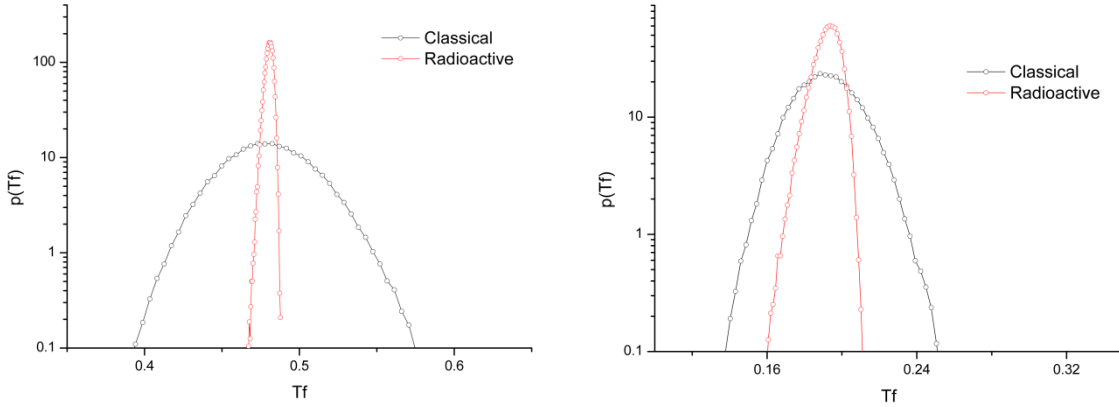 100
10
1
0.1
p(Tf)
0.4
0.5
0.6
Tf
Classical
Radioactive
10
1
0.1
p(Tf)
0.16
0.24
0.32
Tf
Classical
Radioactive